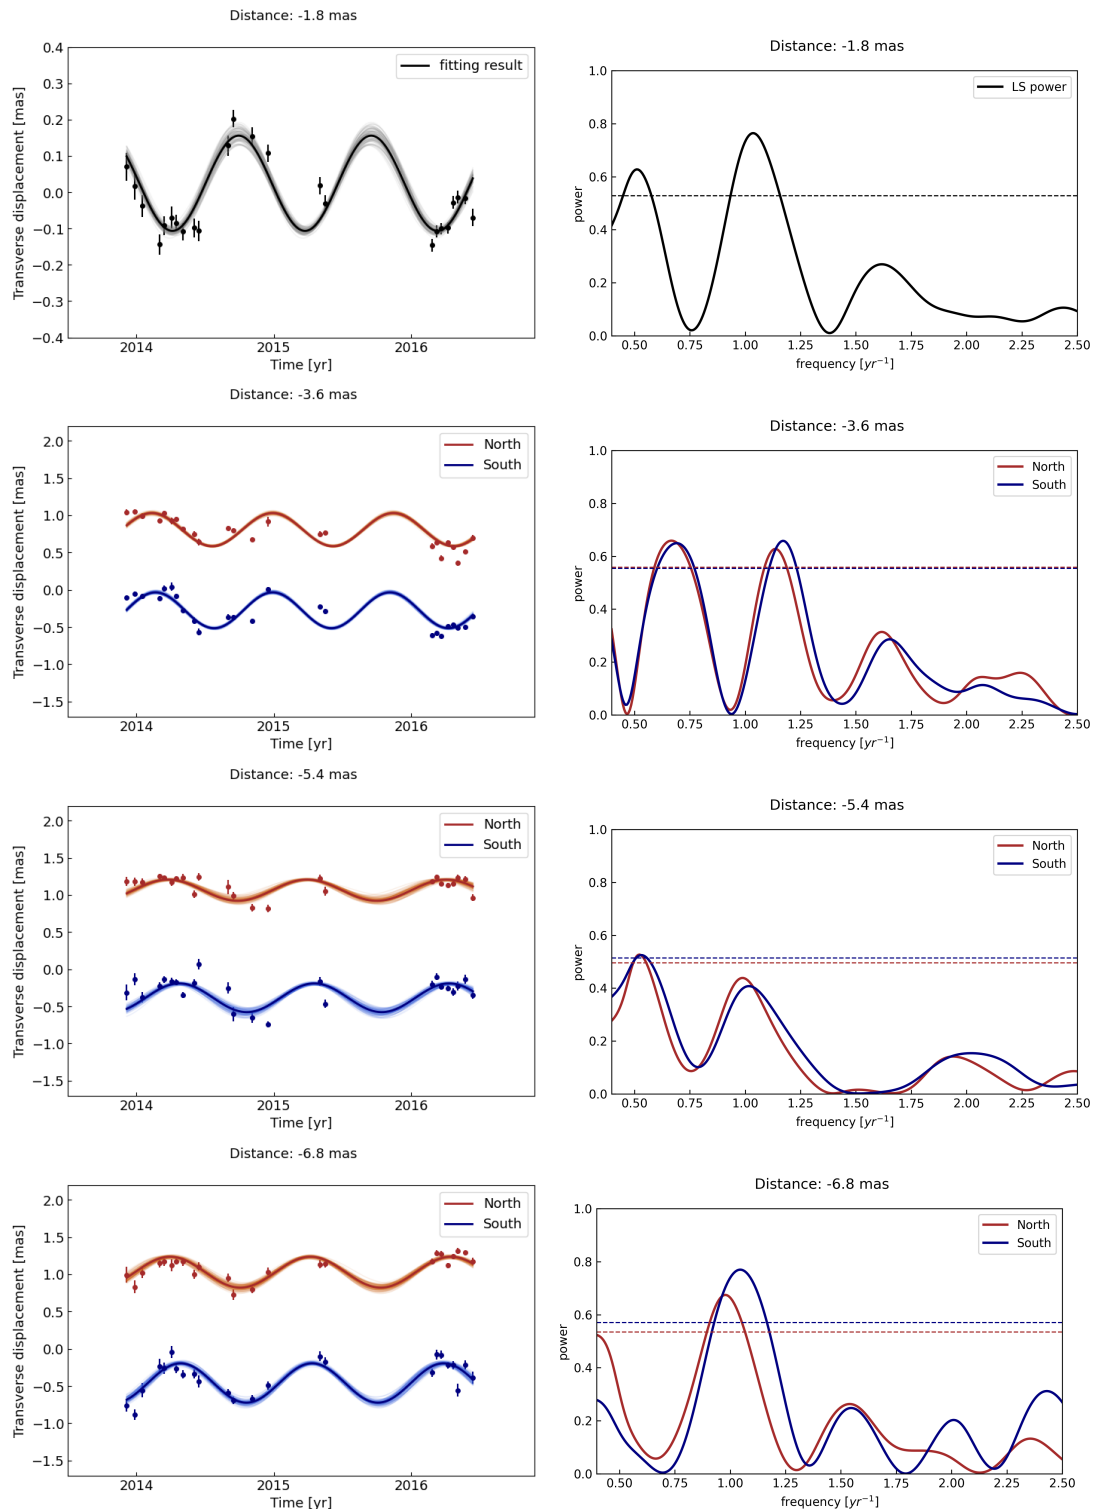 Distance: -1.8 mas
Transverse displacement [mas]
0.4
0.3
0.2
0.1
0.0
−0.1
−0.2
−0.3
−0.4
fitting result
2014 2015 2016
Time [yr]
Distance: -1.8 mas
power
1.0
0.8
0.6
0.4
0.2
0.0
LS power
0.50 0.75 1.00 1.25 1.50 1.75 2.00 2.25 2.50
frequency [yr⁻¹]
Distance: -3.6 mas
Transverse displacement [mas]
2.0
1.5
1.0
0.5
0.0
−0.5
−1.0
−1.5
North
South
2014 2015 2016
Time [yr]
Distance: -3.6 mas
power
1.0
0.8
0.6
0.4
0.2
0.0
North
South
0.50 0.75 1.00 1.25 1.50 1.75 2.00 2.25 2.50
frequency [yr⁻¹]
Distance: -5.4 mas
Transverse displacement [mas]
2.0
1.5
1.0
0.5
0.0
−0.5
−1.0
−1.5
North
South
2014 2015 2016
Time [yr]
Distance: -5.4 mas
power
1.0
0.8
0.6
0.4
0.2
0.0
North
South
0.50 0.75 1.00 1.25 1.50 1.75 2.00 2.25 2.50
frequency [yr⁻¹]
Distance: -6.8 mas
Transverse displacement [mas]
2.0
1.5
1.0
0.5
0.0
−0.5
−1.0
−1.5
North
South
2014 2015 2016
Time [yr]
Distance: -6.8 mas
power
1.0
0.8
0.6
0.4
0.2
0.0
North
South
0.50 0.75 1.00 1.25 1.50 1.75 2.00 2.25 2.50
frequency [yr⁻¹]